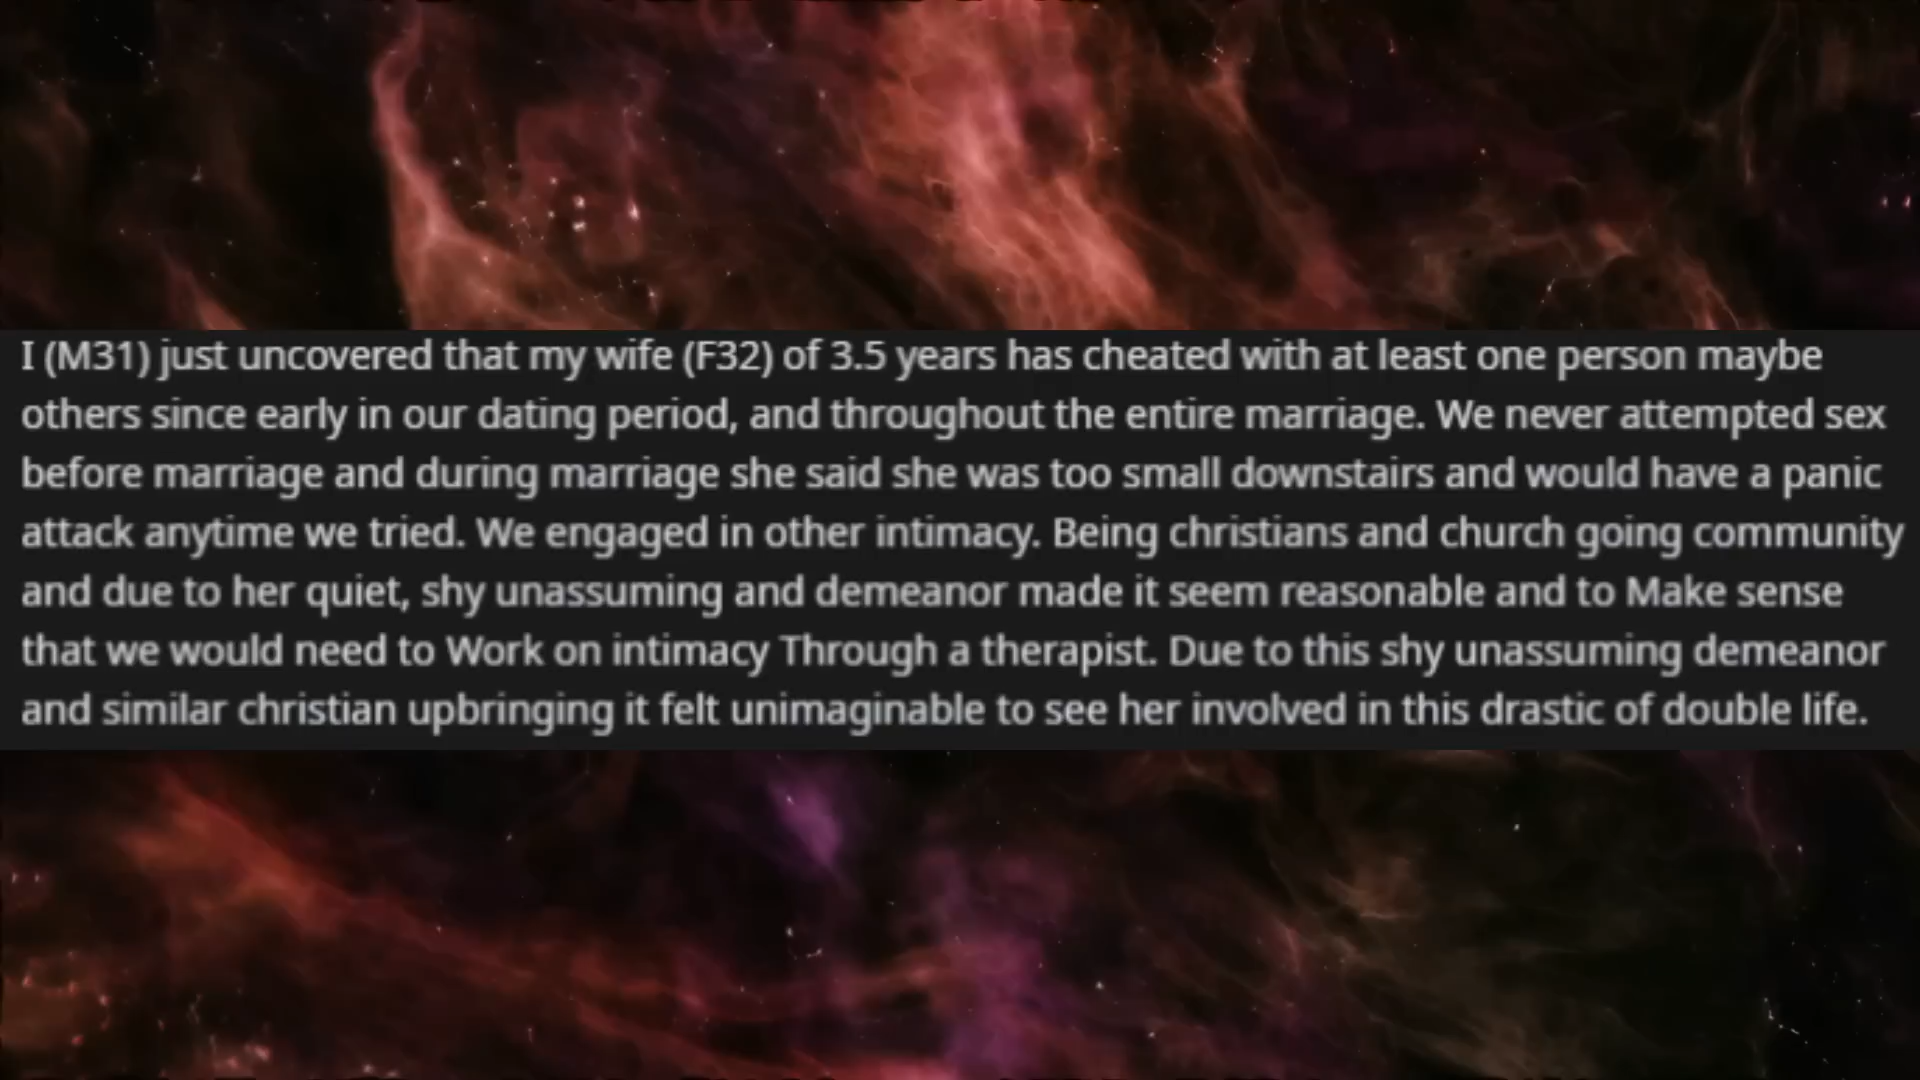 I (M31) just uncovered that my wife (F32) of 3.5 years has cheated with at least one person maybe
others since early in our dating period, and throughout the entire marriage. We never attempted sex
before marriage and during marriage she said she was too small downstairs and would have a panic
attack anytime we tried. We engaged in other intimacy. Being christians and church going community
and due to her quiet, shy unassuming and demeanor made it seem reasonable and to Make sense
that we would need to Work on intimacy Through a therapist. Due to this shy unassuming demeanor
and similar christian upbringing it felt unimaginable to see her involved in this drastic of double life.